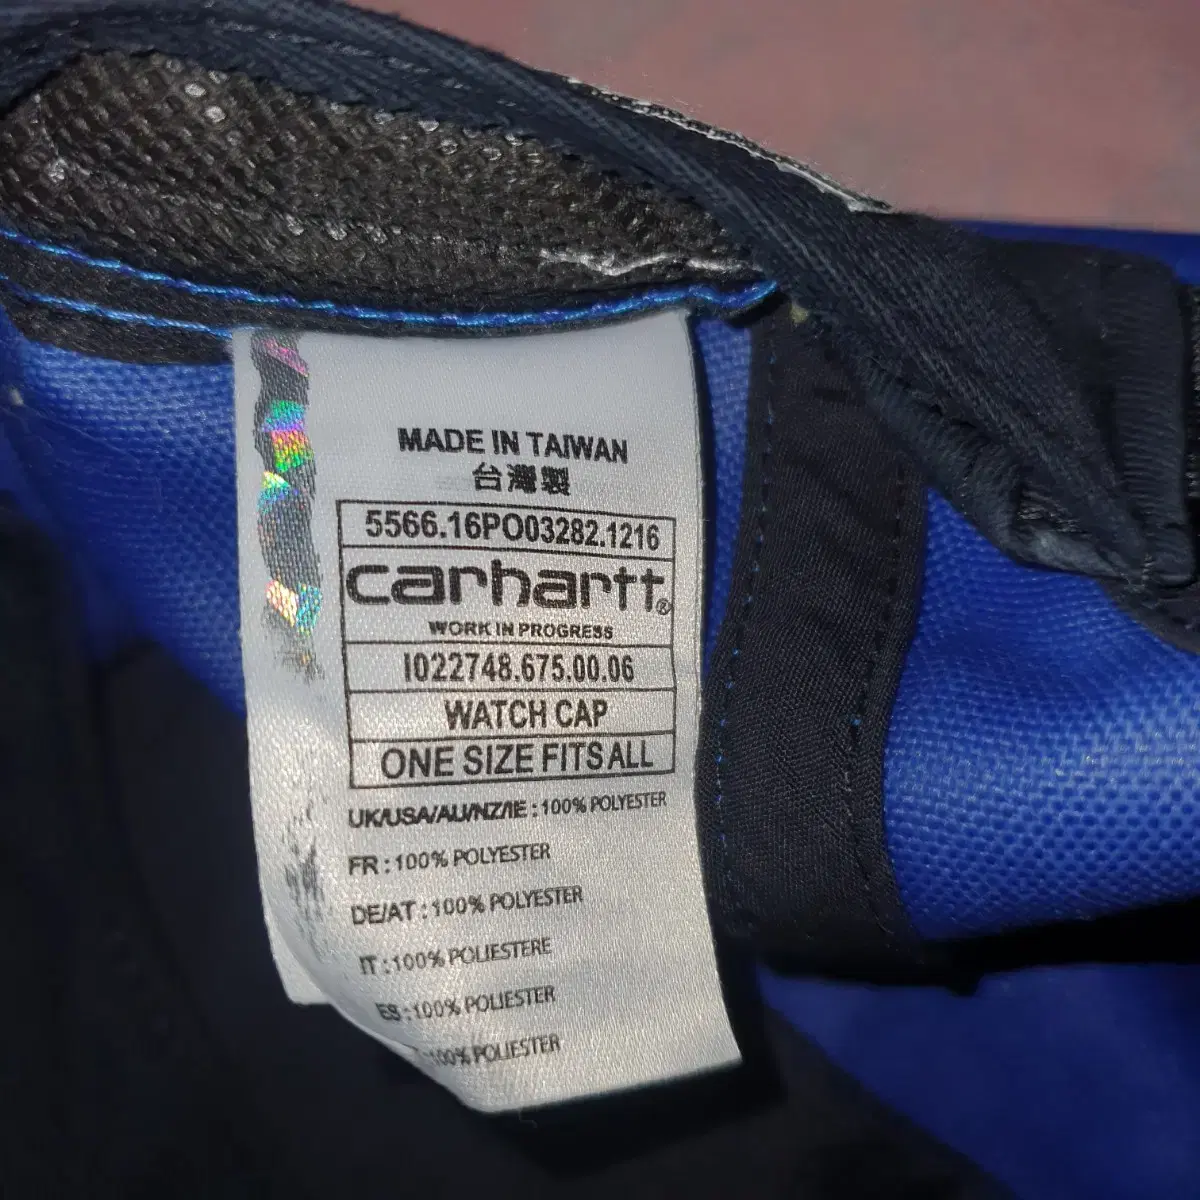 MADE IN TAIWAN
台灣製
5566.16PO03282.1216
carhartt®
WORK IN PROGRESS
I022748.675.00.06
WATCH CAP
ONE SIZE FITS ALL
UK/USA/AU/NZ/IE : 100% POLYESTER
FR : 100% POLYESTER
DE/AT : 100% POLYESTER
IT : 100% POLIESTERE
ES : 100% POLIESTER
: 100% POLIESTER